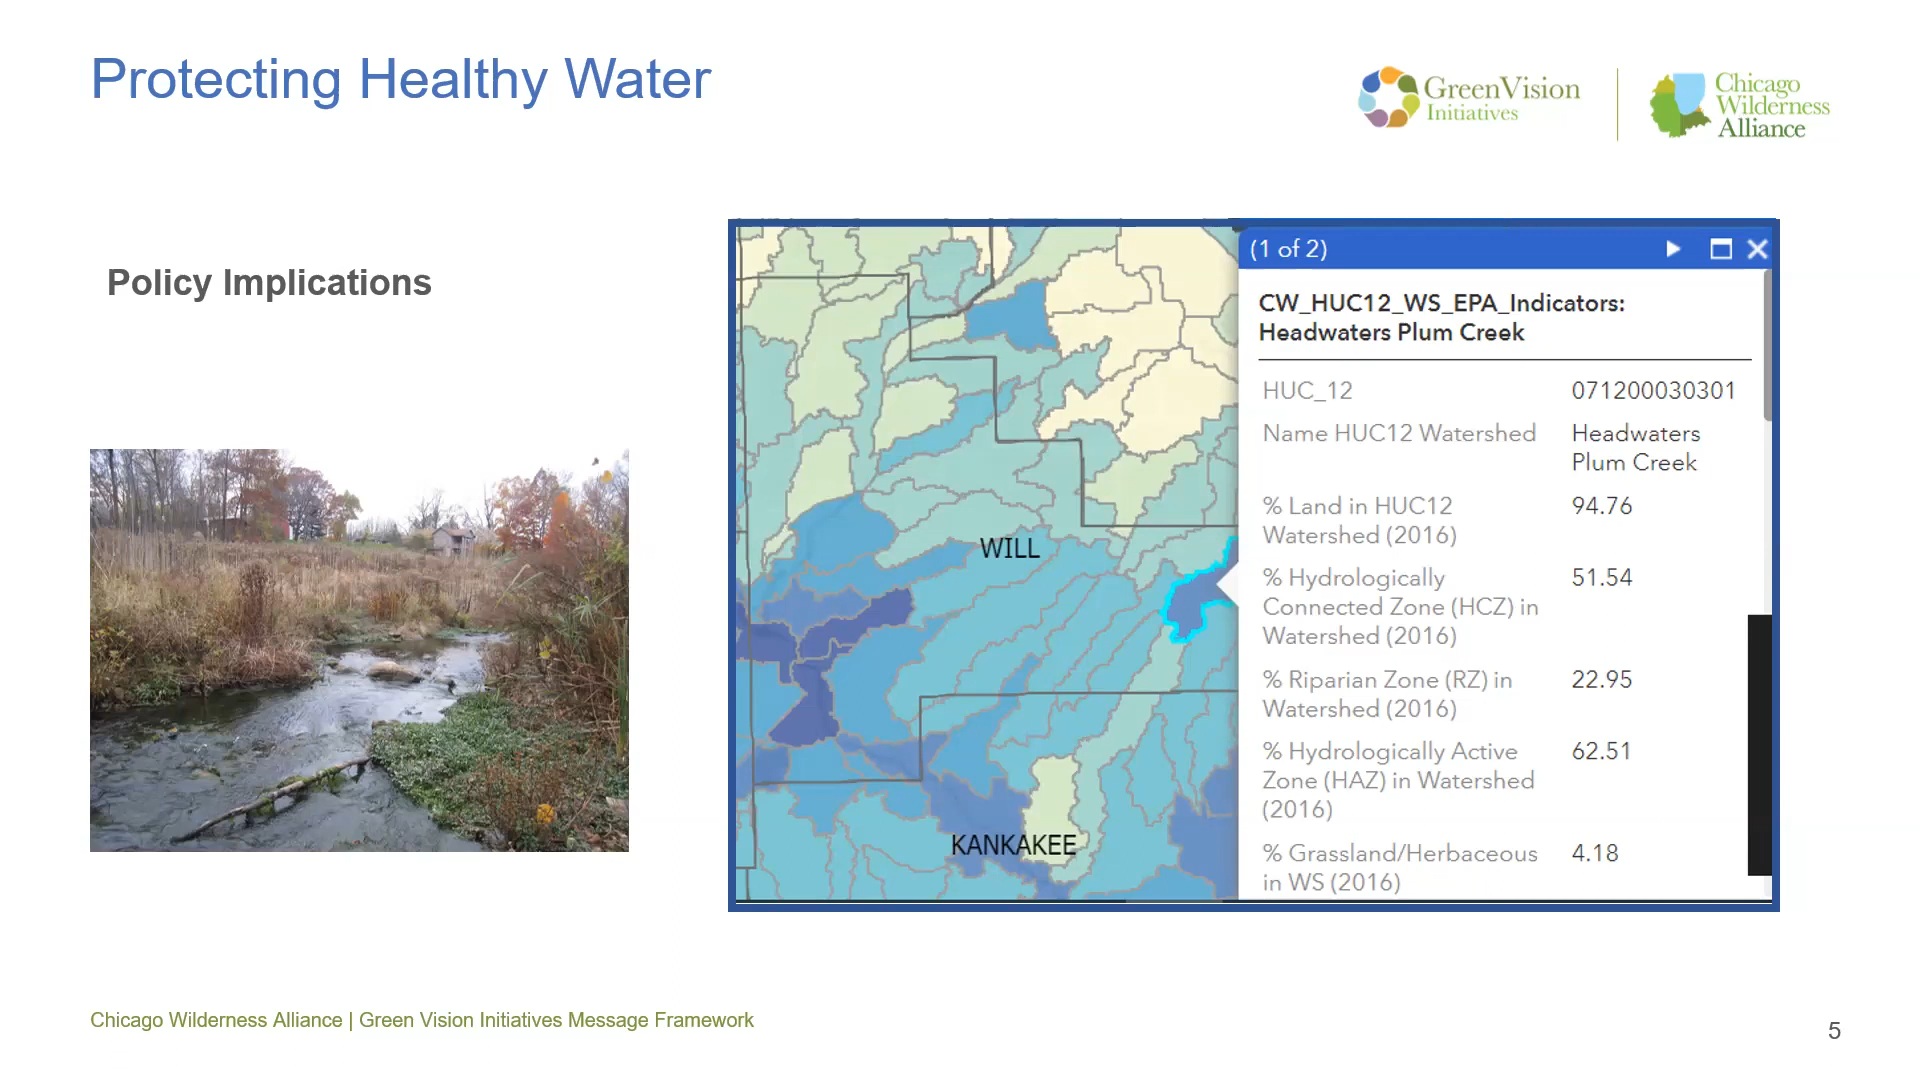 Protecting Healthy Water
GreenVision
Initiatives
Chicago
Wilderness
Alliance
Policy Implications
WILL
KANKAKEE
(1 of 2)
CW_HUC12_WS_EPA_Indicators:
Headwaters Plum Creek
HUC_12 071200030301
Name HUC12 Watershed Headwaters
Plum Creek
% Land in HUC12 94.76
Watershed (2016)
% Hydrologically 51.54
Connected Zone (HCZ) in
Watershed (2016)
% Riparian Zone (RZ) in 22.95
Watershed (2016)
% Hydrologically Active 62.51
Zone (HAZ) in Watershed
(2016)
% Grassland/Herbaceous 4.18
in WS (2016)
Chicago Wilderness Alliance | Green Vision Initiatives Message Framework
5